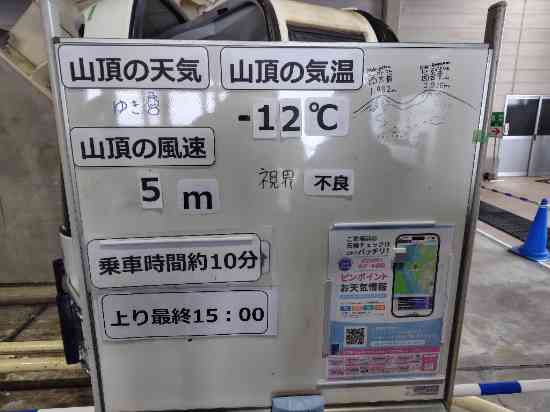 山頂の天気
山頂の気温
ゆき
-12℃
山頂の風速
5 m
視界 不良
乗車時間約10分
ピンポイント
お天気情報
上り最終15：00